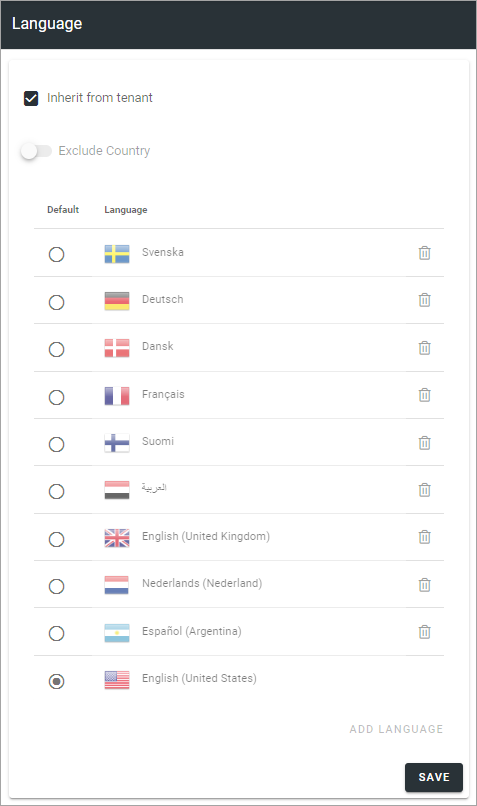 Language
Inherit from tenant
Exclude Country
Default Language
Svenska
Deutsch
Dansk
Français
Suomi
العربية
English (United Kingdom)
Nederlands (Nederland)
Español (Argentina)
English (United States)
ADD LANGUAGE
SAVE